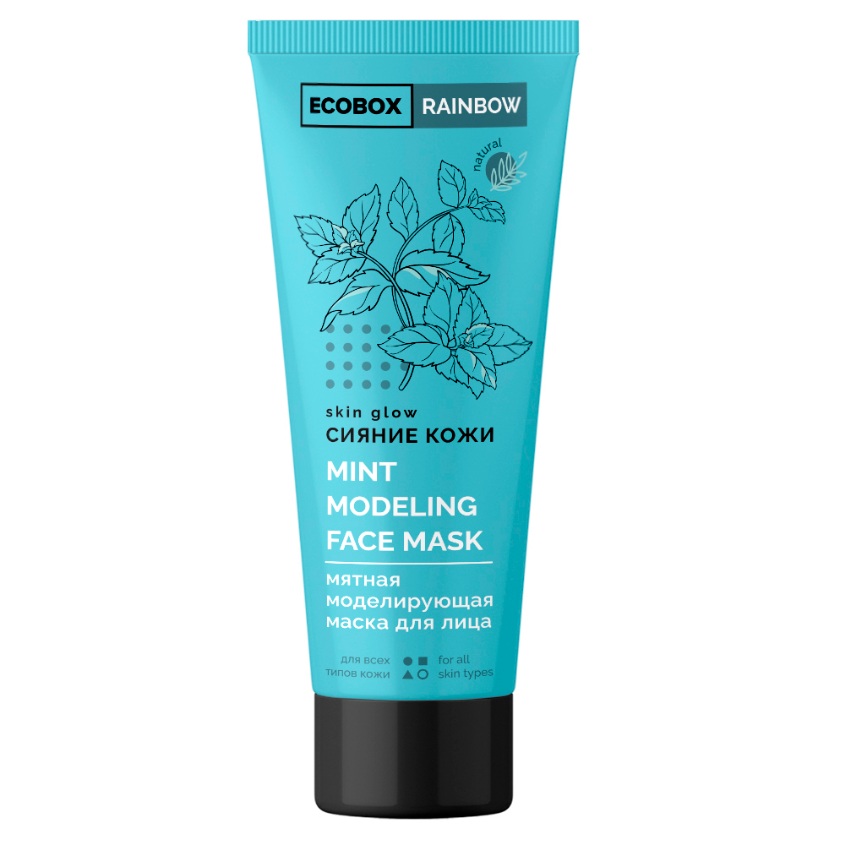 ECOBOX RAINBOW
natural
skin glow
СИЯНИЕ КОЖИ
MINT
MODELING
FACE MASK
мятная
моделирующая
маска для лица
для всех
типов кожи
for all
skin types